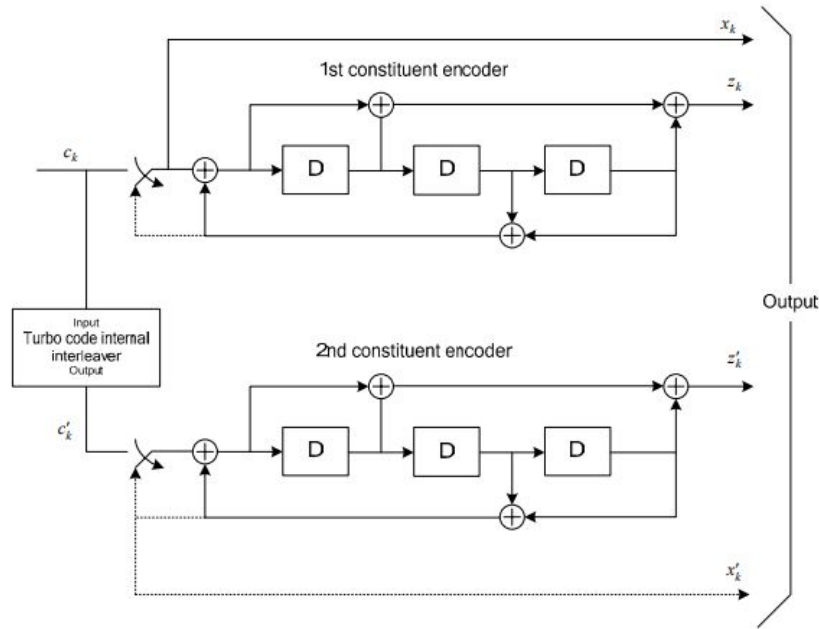 x_k
1st constituent encoder
z_k
c_k
D D D
Output
Input
Turbo code internal
interleaver
Output
2nd constituent encoder
z′_k
c′_k
D D D
x′_k